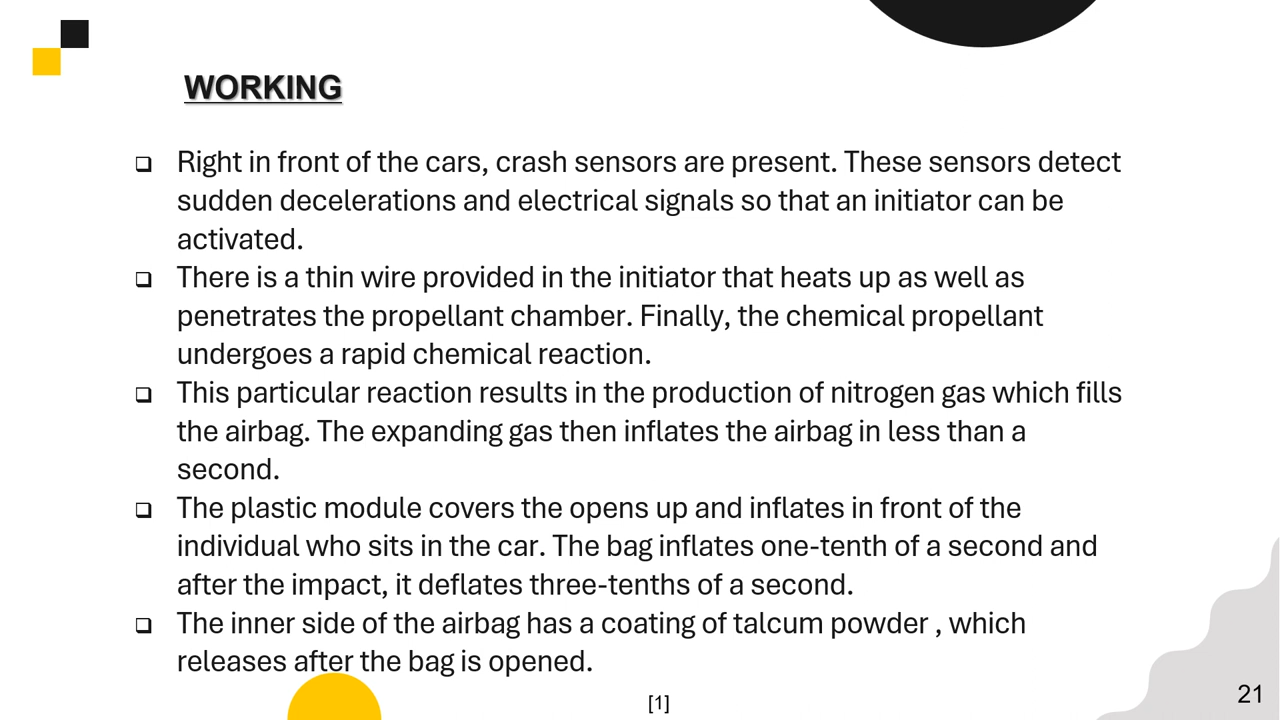 WORKING
❑ Right in front of the cars, crash sensors are present. These sensors detect
sudden decelerations and electrical signals so that an initiator can be
activated.
❑ There is a thin wire provided in the initiator that heats up as well as
penetrates the propellant chamber. Finally, the chemical propellant
undergoes a rapid chemical reaction.
❑ This particular reaction results in the production of nitrogen gas which fills
the airbag. The expanding gas then inflates the airbag in less than a
second.
❑ The plastic module covers the opens up and inflates in front of the
individual who sits in the car. The bag inflates one-tenth of a second and
after the impact, it deflates three-tenths of a second.
❑ The inner side of the airbag has a coating of talcum powder , which
releases after the bag is opened.
[1]
21